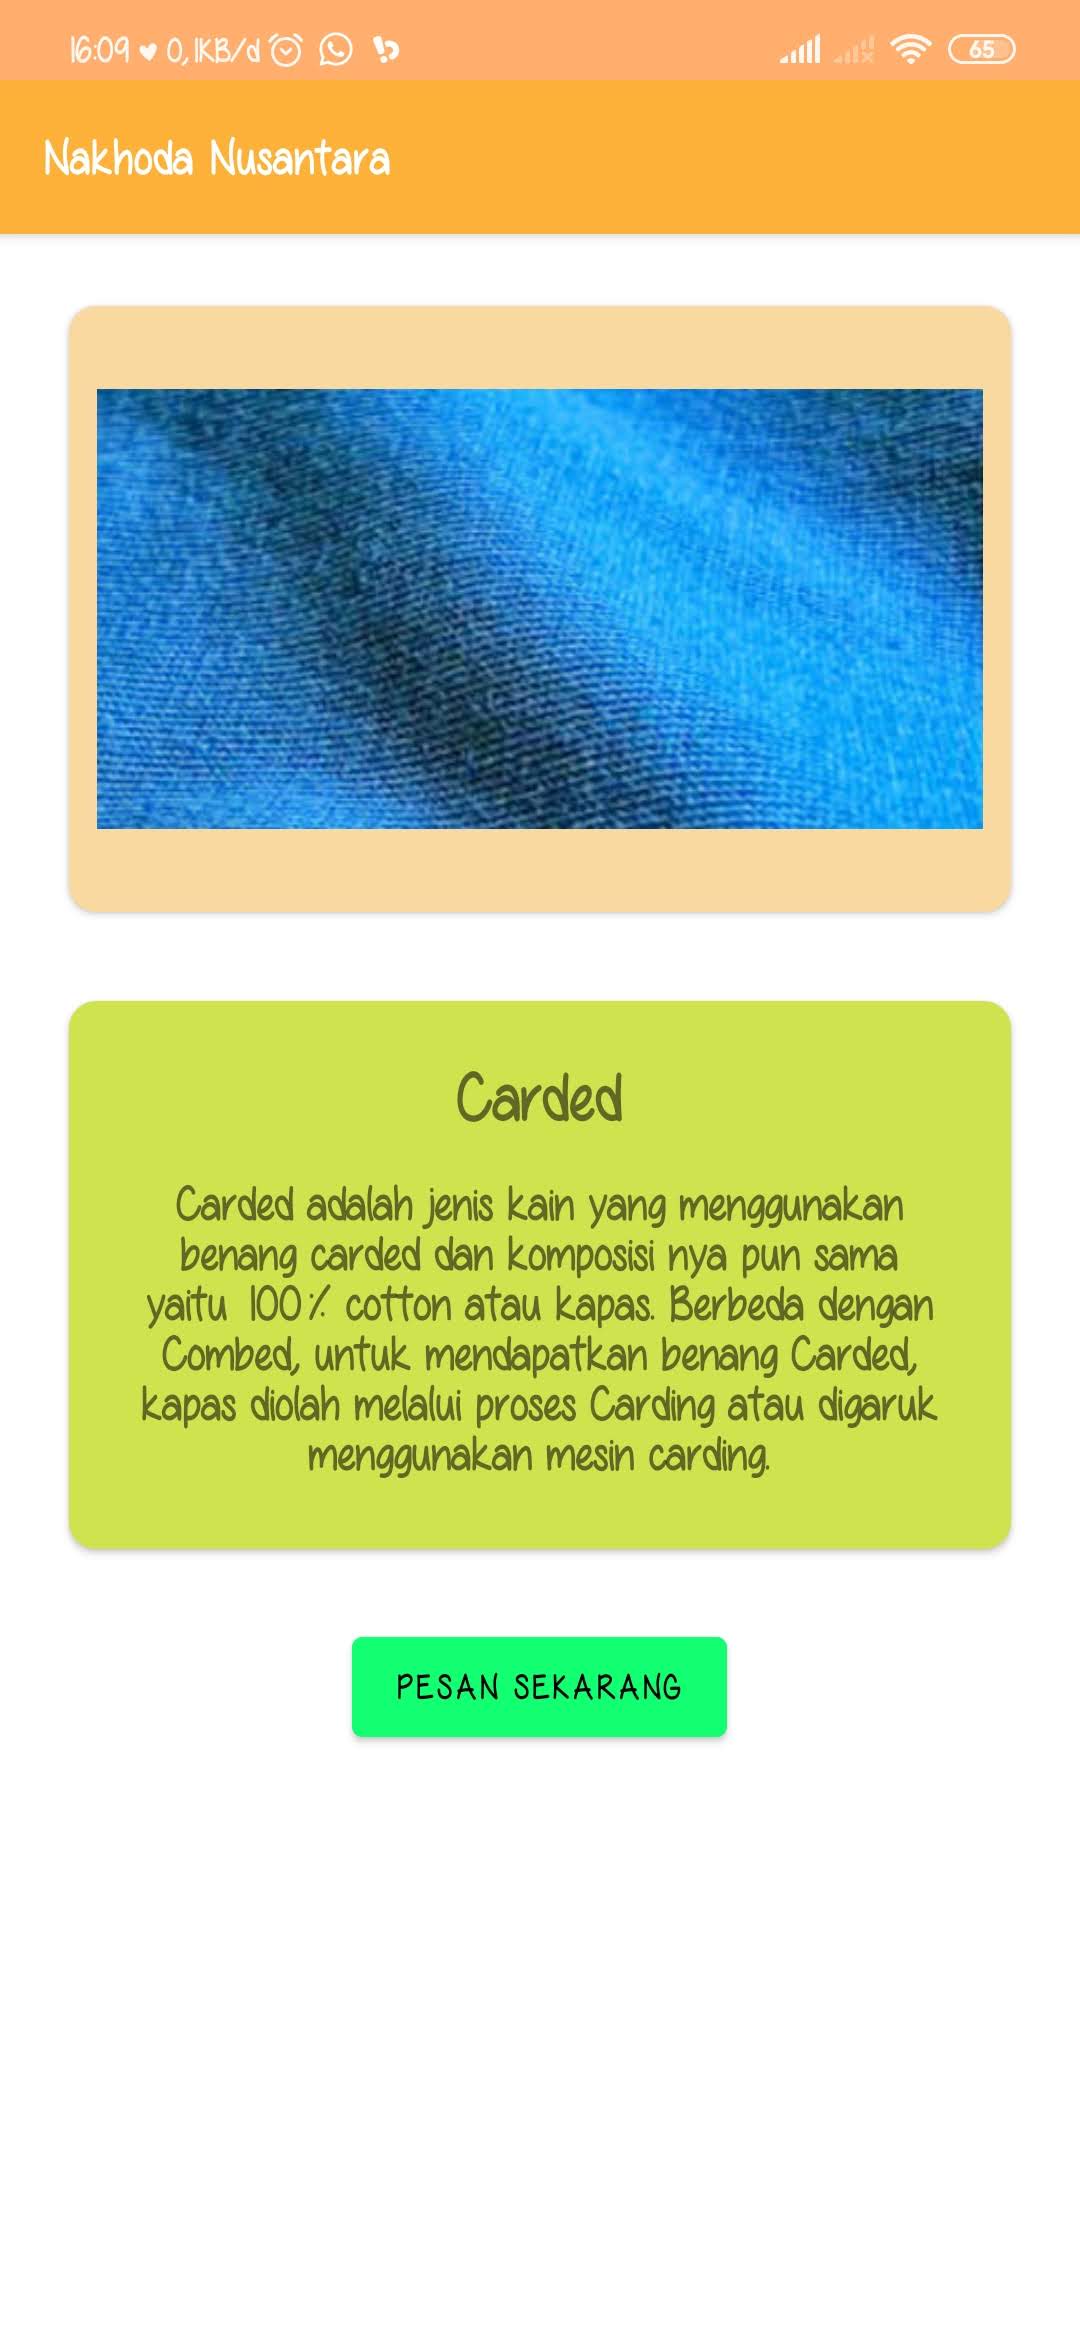 16:09 ♥ 0,1KB/d
65
Nakhoda Nusantara
Carded
Carded adalah jenis kain yang menggunakan
benang carded dan komposisi nya pun sama
yaitu 100% cotton atau kapas. Berbeda dengan
Combed, untuk mendapatkan benang Carded,
kapas diolah melalui proses Carding atau digaruk
menggunakan mesin carding.
PESAN SEKARANG